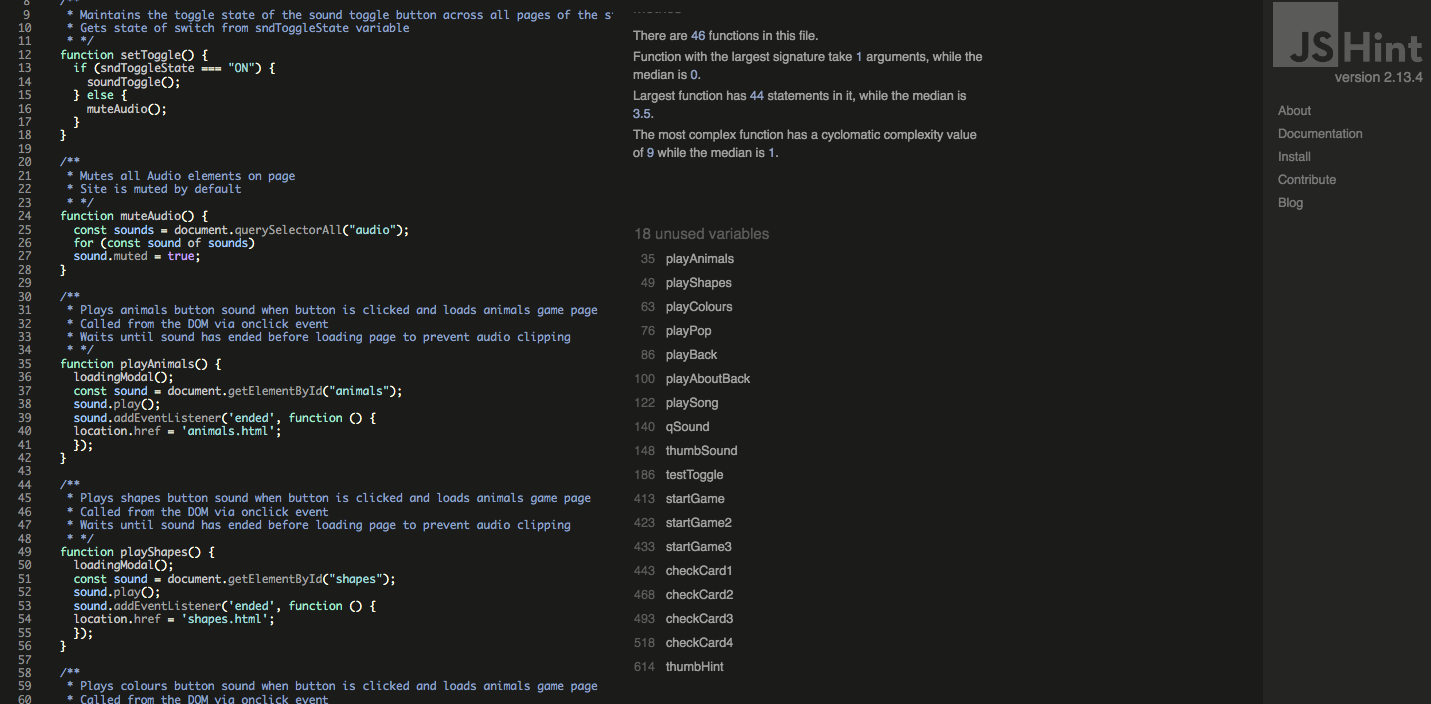 8 /**
9 * Maintains the toggle state of the sound toggle button across all pages of the s
10 * Gets state of switch from sndToggleState variable
11 * */
12 function setToggle() {
13 if (sndToggleState === "ON") {
14 soundToggle();
15 } else {
16 muteAudio();
17 }
18 }
19
20 /**
21 * Mutes all Audio elements on page
22 * Site is muted by default
23 * */
24 function muteAudio() {
25 const sounds = document.querySelectorAll("audio");
26 for (const sound of sounds)
27 sound.muted = true;
28 }
29
30 /**
31 * Plays animals button sound when button is clicked and loads animals game page
32 * Called from the DOM via onclick event
33 * Waits until sound has ended before loading page to prevent audio clipping
34 * */
35 function playAnimals() {
36 loadingModal();
37 const sound = document.getElementById("animals");
38 sound.play();
39 sound.addEventListener('ended', function () {
40 location.href = 'animals.html';
41 });
42 }
43
44 /**
45 * Plays shapes button sound when button is clicked and loads animals game page
46 * Called from the DOM via onclick event
47 * Waits until sound has ended before loading page to prevent audio clipping
48 * */
49 function playShapes() {
50 loadingModal();
51 const sound = document.getElementById("shapes");
52 sound.play();
53 sound.addEventListener('ended', function () {
54 location.href = 'shapes.html';
55 });
56 }
57
58 /**
59 * Plays colours button sound when button is clicked and loads animals game page
60 * Called from the DOM via onclick event
There are 46 functions in this file.
Function with the largest signature take 1 arguments, while the
median is 0.
Largest function has 44 statements in it, while the median is
3.5.
The most complex function has a cyclomatic complexity value
of 9 while the median is 1.
18 unused variables
35 playAnimals
49 playShapes
63 playColours
76 playPop
86 playBack
100 playAboutBack
122 playSong
140 qSound
148 thumbSound
186 testToggle
413 startGame
423 startGame2
433 startGame3
443 checkCard1
468 checkCard2
493 checkCard3
518 checkCard4
614 thumbHint
JSHint
version 2.13.4
About
Documentation
Install
Contribute
Blog